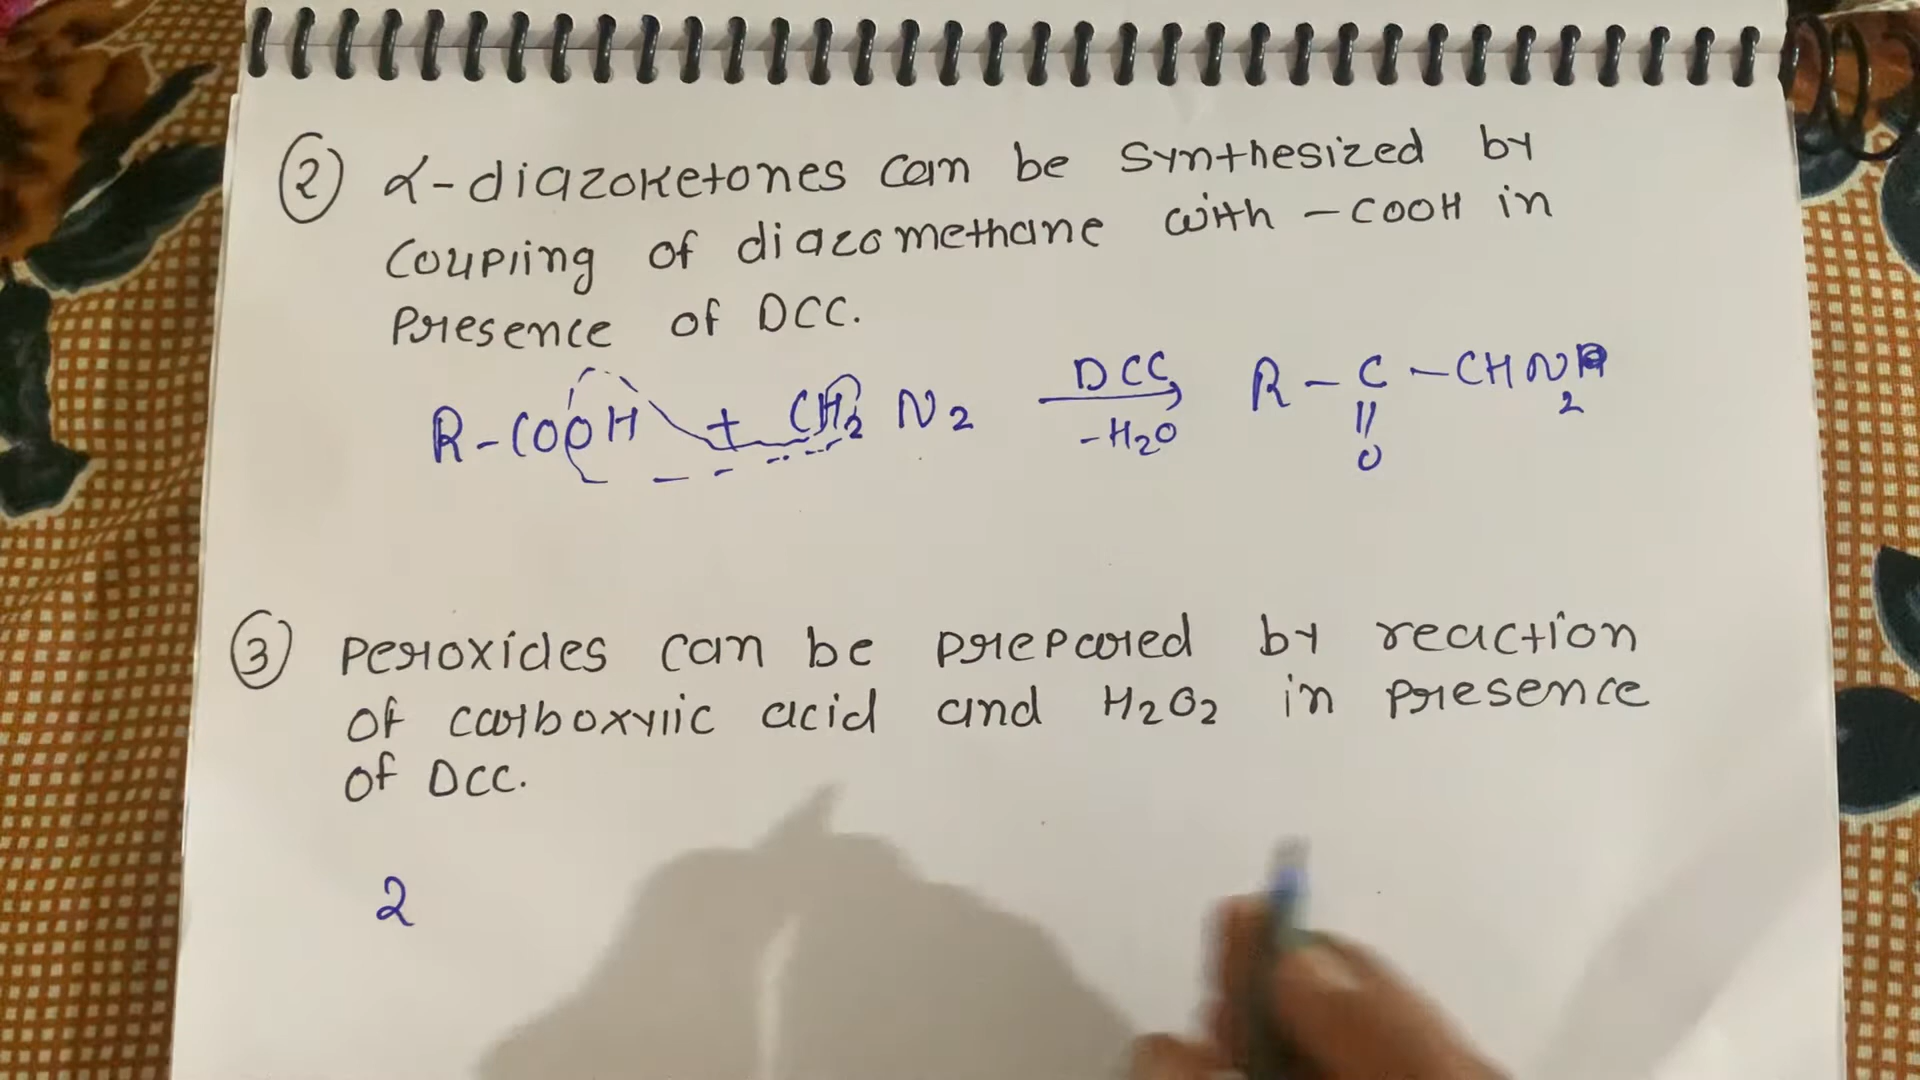 ② α-diazoketones can be synthesized by
coupling of diazomethane with -COOH in
presence of DCC.
R-COOH + CH2 N2 DCC -H2O R-C-CHN2
O
③ Peroxides can be prepared by reaction
of carboxylic acid and H2O2 in presence
of DCC.
2